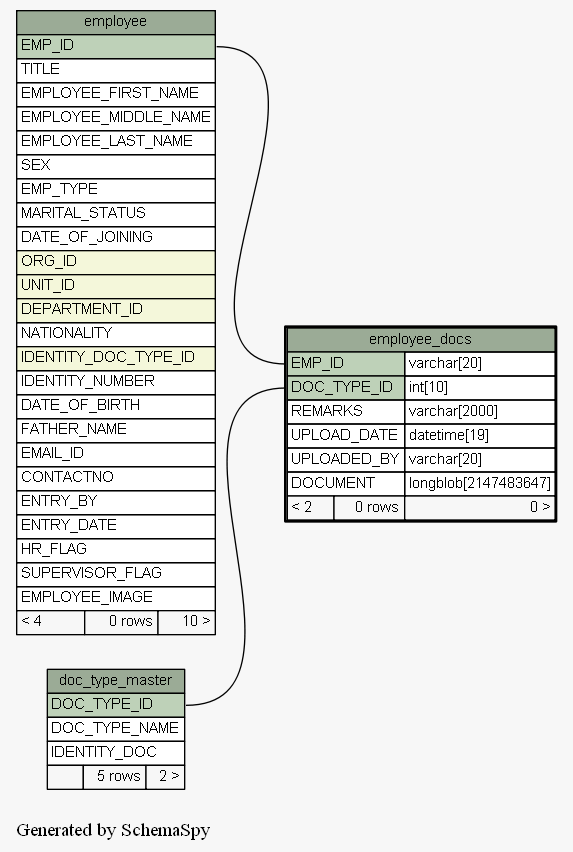 employee
EMP_ID
TITLE
EMPLOYEE_FIRST_NAME
EMPLOYEE_MIDDLE_NAME
EMPLOYEE_LAST_NAME
SEX
EMP_TYPE
MARITAL_STATUS
DATE_OF_JOINING
ORG_ID
UNIT_ID
DEPARTMENT_ID
NATIONALITY
IDENTITY_DOC_TYPE_ID
IDENTITY_NUMBER
DATE_OF_BIRTH
FATHER_NAME
EMAIL_ID
CONTACTNO
ENTRY_BY
ENTRY_DATE
HR_FLAG
SUPERVISOR_FLAG
EMPLOYEE_IMAGE
< 4 0 rows 10 >
employee_docs
EMP_ID varchar[20]
DOC_TYPE_ID int[10]
REMARKS varchar[2000]
UPLOAD_DATE datetime[19]
UPLOADED_BY varchar[20]
DOCUMENT longblob[2147483647]
< 2 0 rows 0 >
doc_type_master
DOC_TYPE_ID
DOC_TYPE_NAME
IDENTITY_DOC
5 rows 2 >
Generated by SchemaSpy